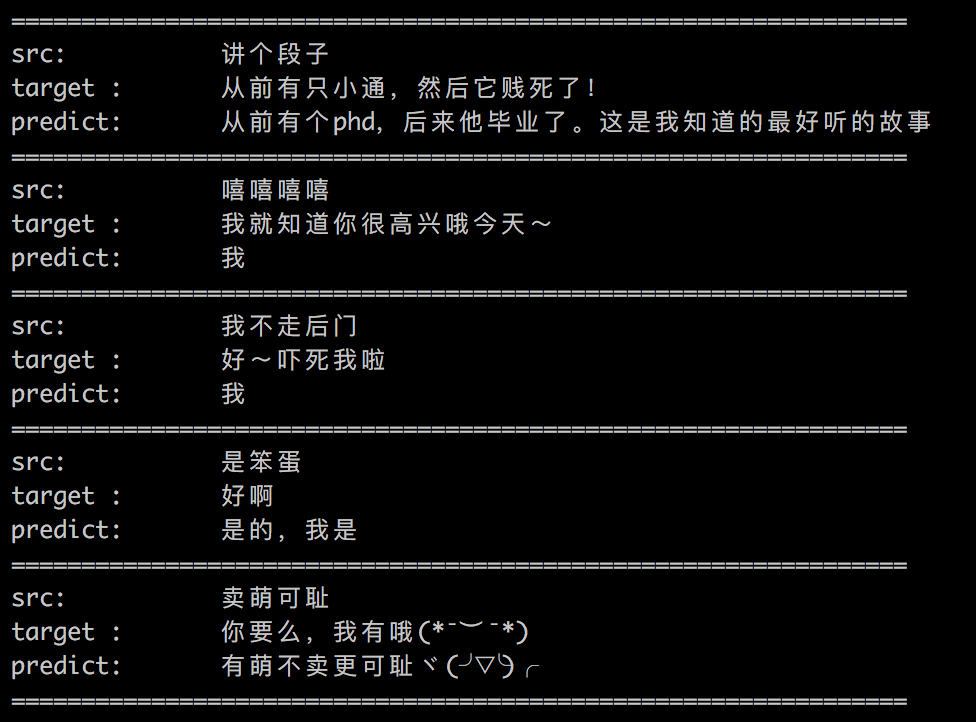 ================================================================
src: 讲个段子
target : 从前有只小通，然后它贱死了！
predict: 从前有个phd，后来他毕业了。这是我知道的最好听的故事
================================================================
src: 嘻嘻嘻嘻
target : 我就知道你很高兴哦今天～
predict: 我
================================================================
src: 我不走后门
target : 好～吓死我啦
predict: 我
================================================================
src: 是笨蛋
target : 好啊
predict: 是的，我是
================================================================
src: 卖萌可耻
target : 你要么，我有哦(*¯︶¯*)
predict: 有萌不卖更可耻ヾ(╯▽╰)╭
================================================================